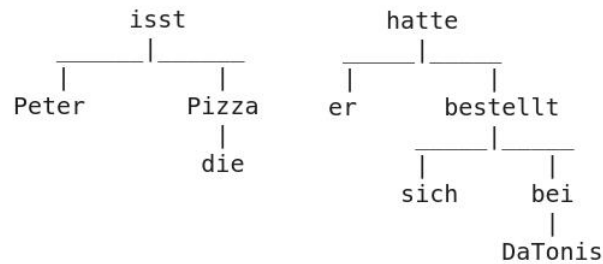 isst hatte
Peter Pizza er bestellt
die sich bei
DaTonis